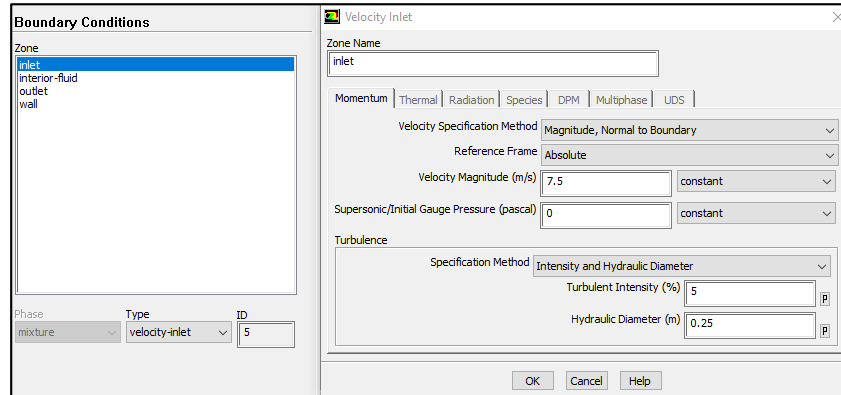 Boundary Conditions
Zone
inlet
interior-fluid
outlet
wall
Phase
mixture
Type
velocity-inlet
ID
5
Velocity Inlet
Zone Name
inlet
Momentum Thermal Radiation Species DPM Multiphase UDS
Velocity Specification Method Magnitude, Normal to Boundary
Reference Frame Absolute
Velocity Magnitude (m/s) 7.5 constant
Supersonic/Initial Gauge Pressure (pascal) 0 constant
Turbulence
Specification Method Intensity and Hydraulic Diameter
Turbulent Intensity (%) 5 P
Hydraulic Diameter (m) 0.25 P
OK Cancel Help